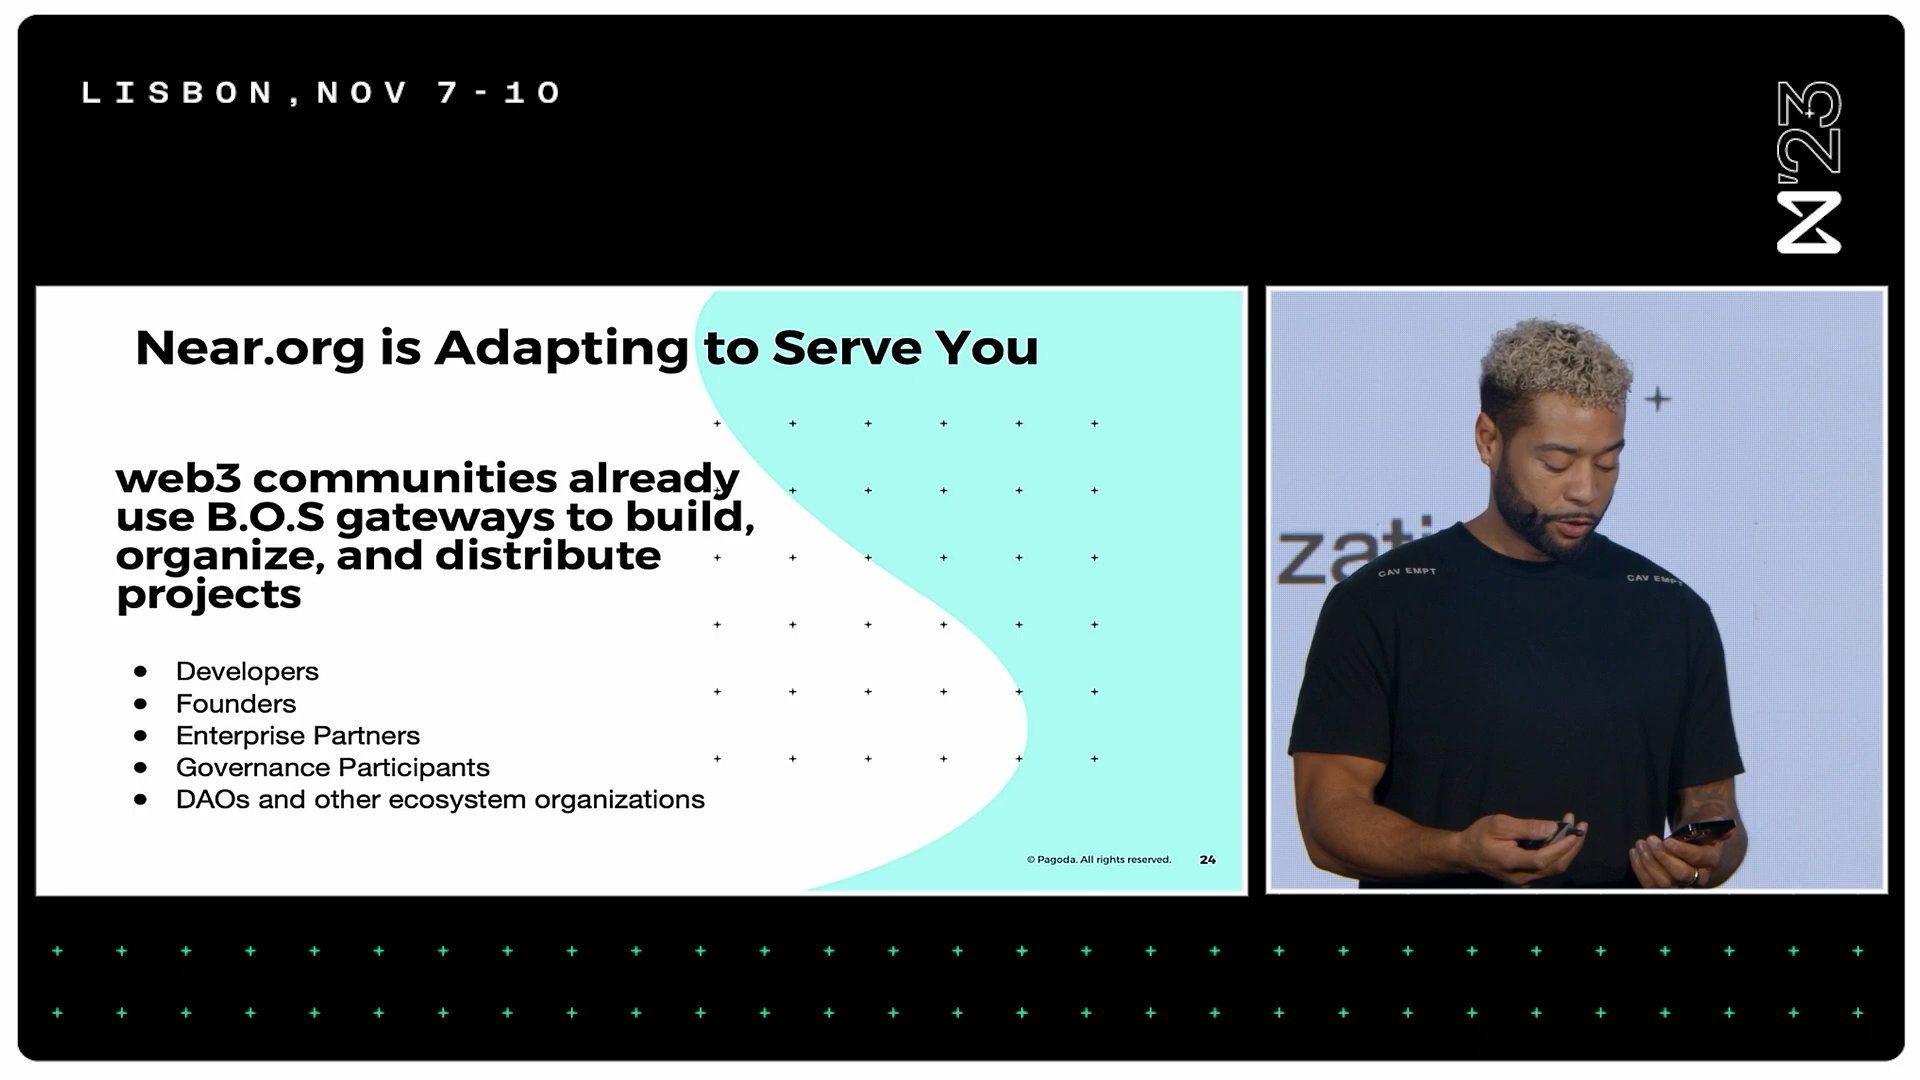 LISBON, NOV 7-10
'23
Near.org is Adapting to Serve You
web3 communities already
use B.O.S gateways to build,
organize, and distribute
projects
● Developers
● Founders
● Enterprise Partners
● Governance Participants
● DAOs and other ecosystem organizations
© Pagoda. All rights reserved. 24
zati
CAV EMPT CAV EMPT